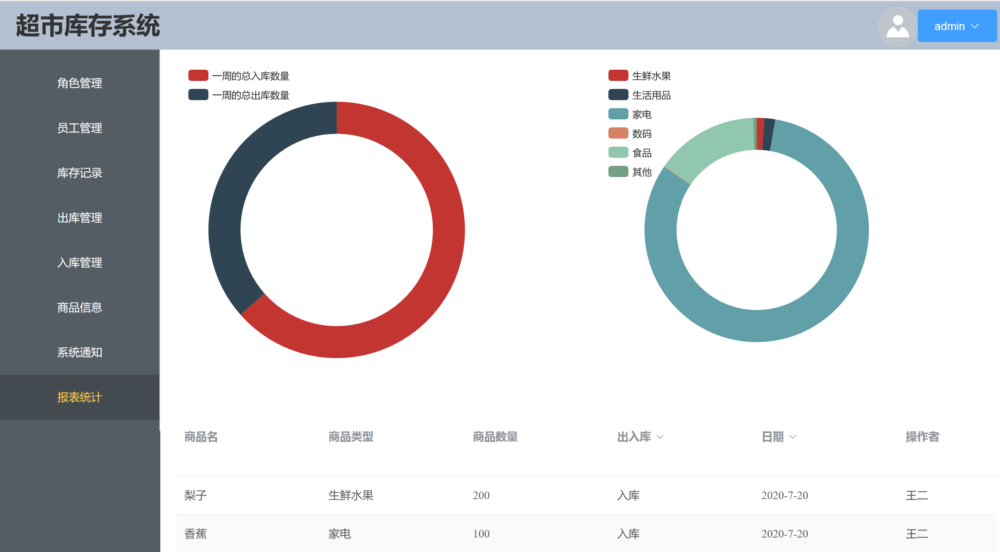 超市库存系统
admin
角色管理
员工管理
库存记录
出库管理
入库管理
商品信息
系统通知
报表统计
一周的总入库数量
一周的总出库数量
生鲜水果
生活用品
家电
数码
食品
其他
商品名 商品类型 商品数量 出入库 日期 操作者
梨子 生鲜水果 200 入库 2020-7-20 王二
香蕉 家电 100 入库 2020-7-20 王二